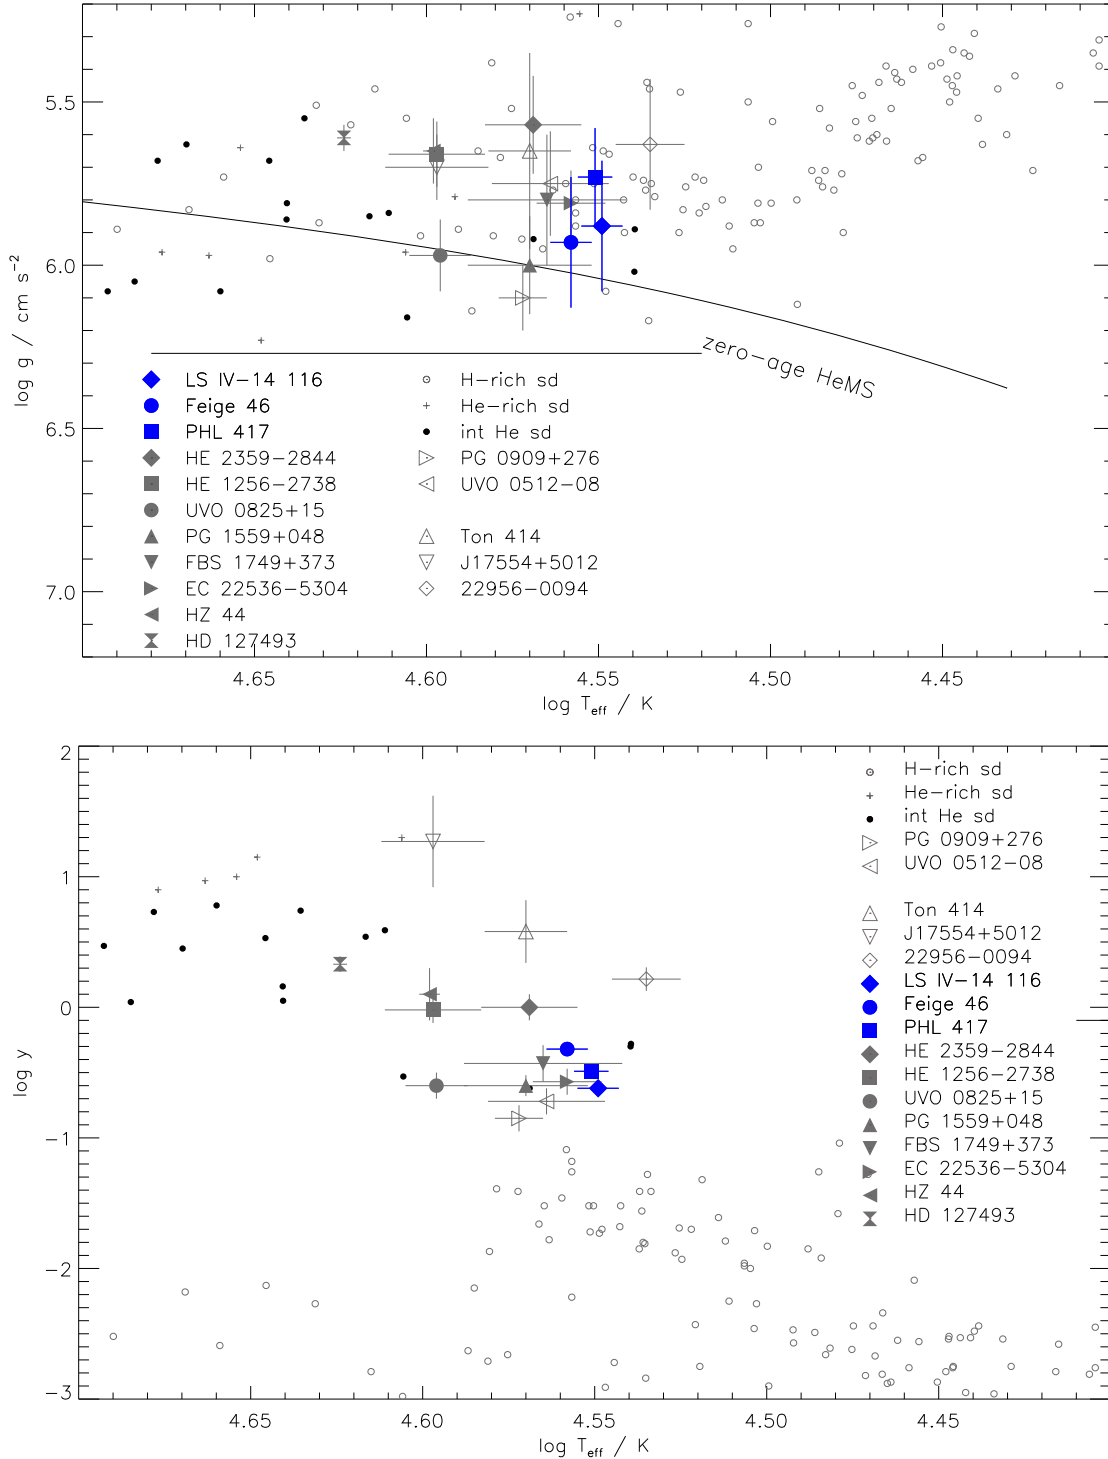 5.5
6.0
6.5
7.0
log g / cm s⁻²
zero−age HeMS
LS IV−14 116
Feige 46
PHL 417
HE 2359−2844
HE 1256−2738
UVO 0825+15
PG 1559+048
FBS 1749+373
EC 22536−5304
HZ 44
HD 127493
H−rich sd
He−rich sd
int He sd
PG 0909+276
UVO 0512−08
Ton 414
J17554+5012
22956−0094
4.65 4.60 4.55 4.50 4.45
log T_eff / K
2
1
0
−1
−2
−3
log y
H−rich sd
He−rich sd
int He sd
PG 0909+276
UVO 0512−08
Ton 414
J17554+5012
22956−0094
LS IV−14 116
Feige 46
PHL 417
HE 2359−2844
HE 1256−2738
UVO 0825+15
PG 1559+048
FBS 1749+373
EC 22536−5304
HZ 44
HD 127493
4.65 4.60 4.55 4.50 4.45
log T_eff / K